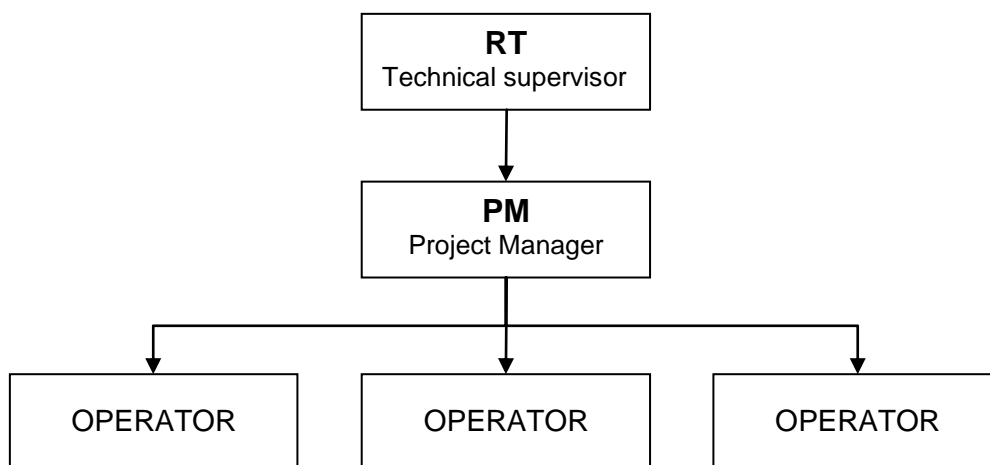 RT
Technical supervisor
PM
Project Manager
OPERATOR
OPERATOR
OPERATOR